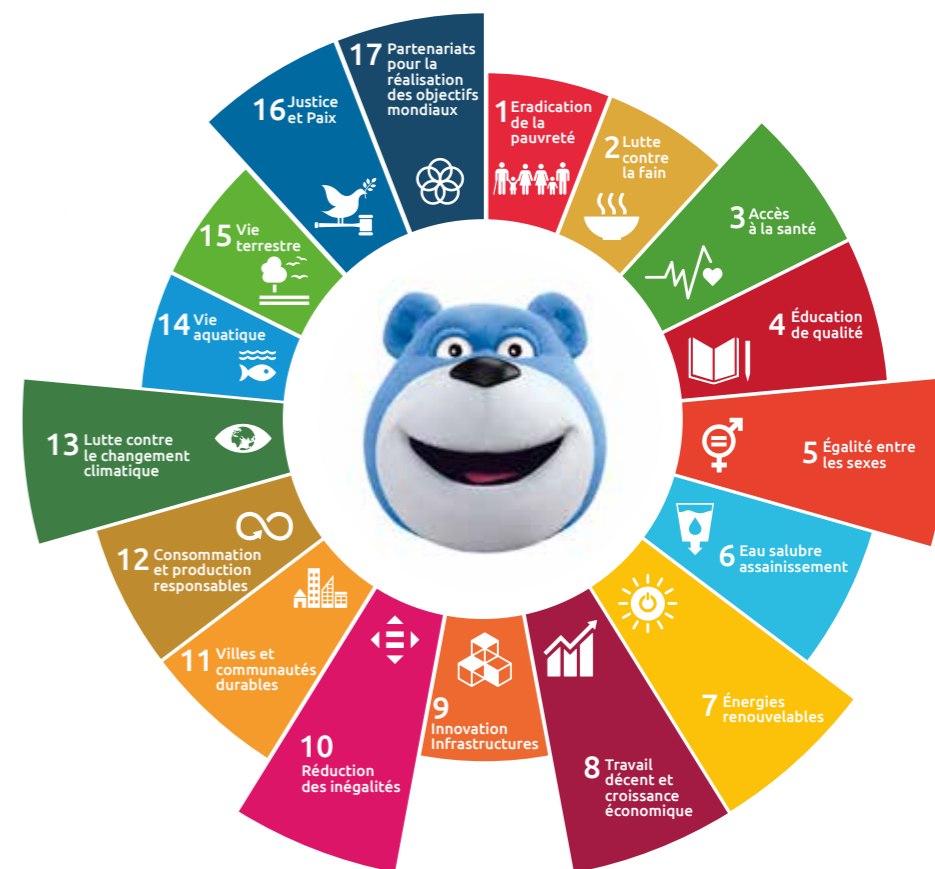 1 Eradication
de la
pauvreté
2 Lutte
contre
la fain
3 Accès
à la santé
4 Éducation
de qualité
5 Égalité entre
les sexes
6 Eau salubre
assainissement
7 Énergies
renouvelables
8 Travail
décent et
croissance
économique
9
Innovation
Infrastructures
10
Réduction
des inégalités
11 Villes et
communautés
durables
12 Consommation
et production
responsables
13 Lutte contre
le changement
climatique
14 Vie
aquatique
15 Vie
terrestre
16 Justice
et Paix
17 Partenariats
pour la
réalisation
des objectifs
mondiaux